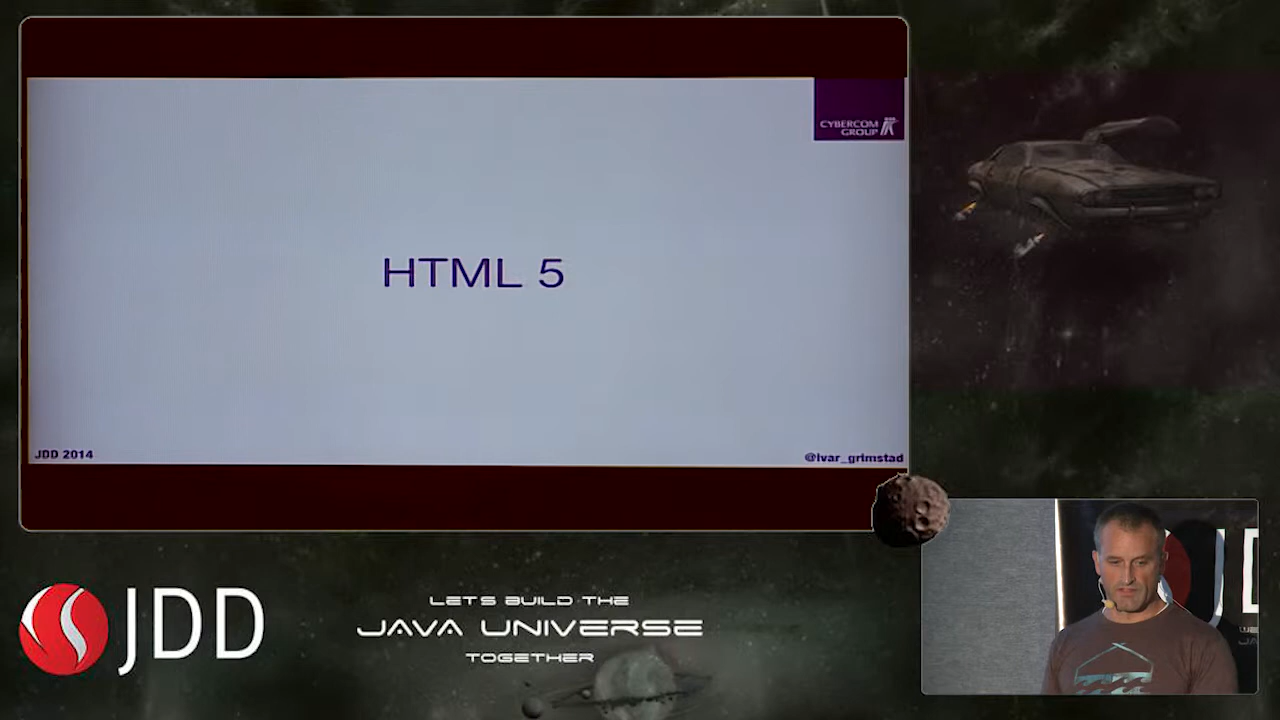 CYBERCOM
GROUP
HTML 5
JDD 2014
@ivar_grimstad
JDD
LETS BUILD THE
JAVA UNIVERSE
TOGETHER